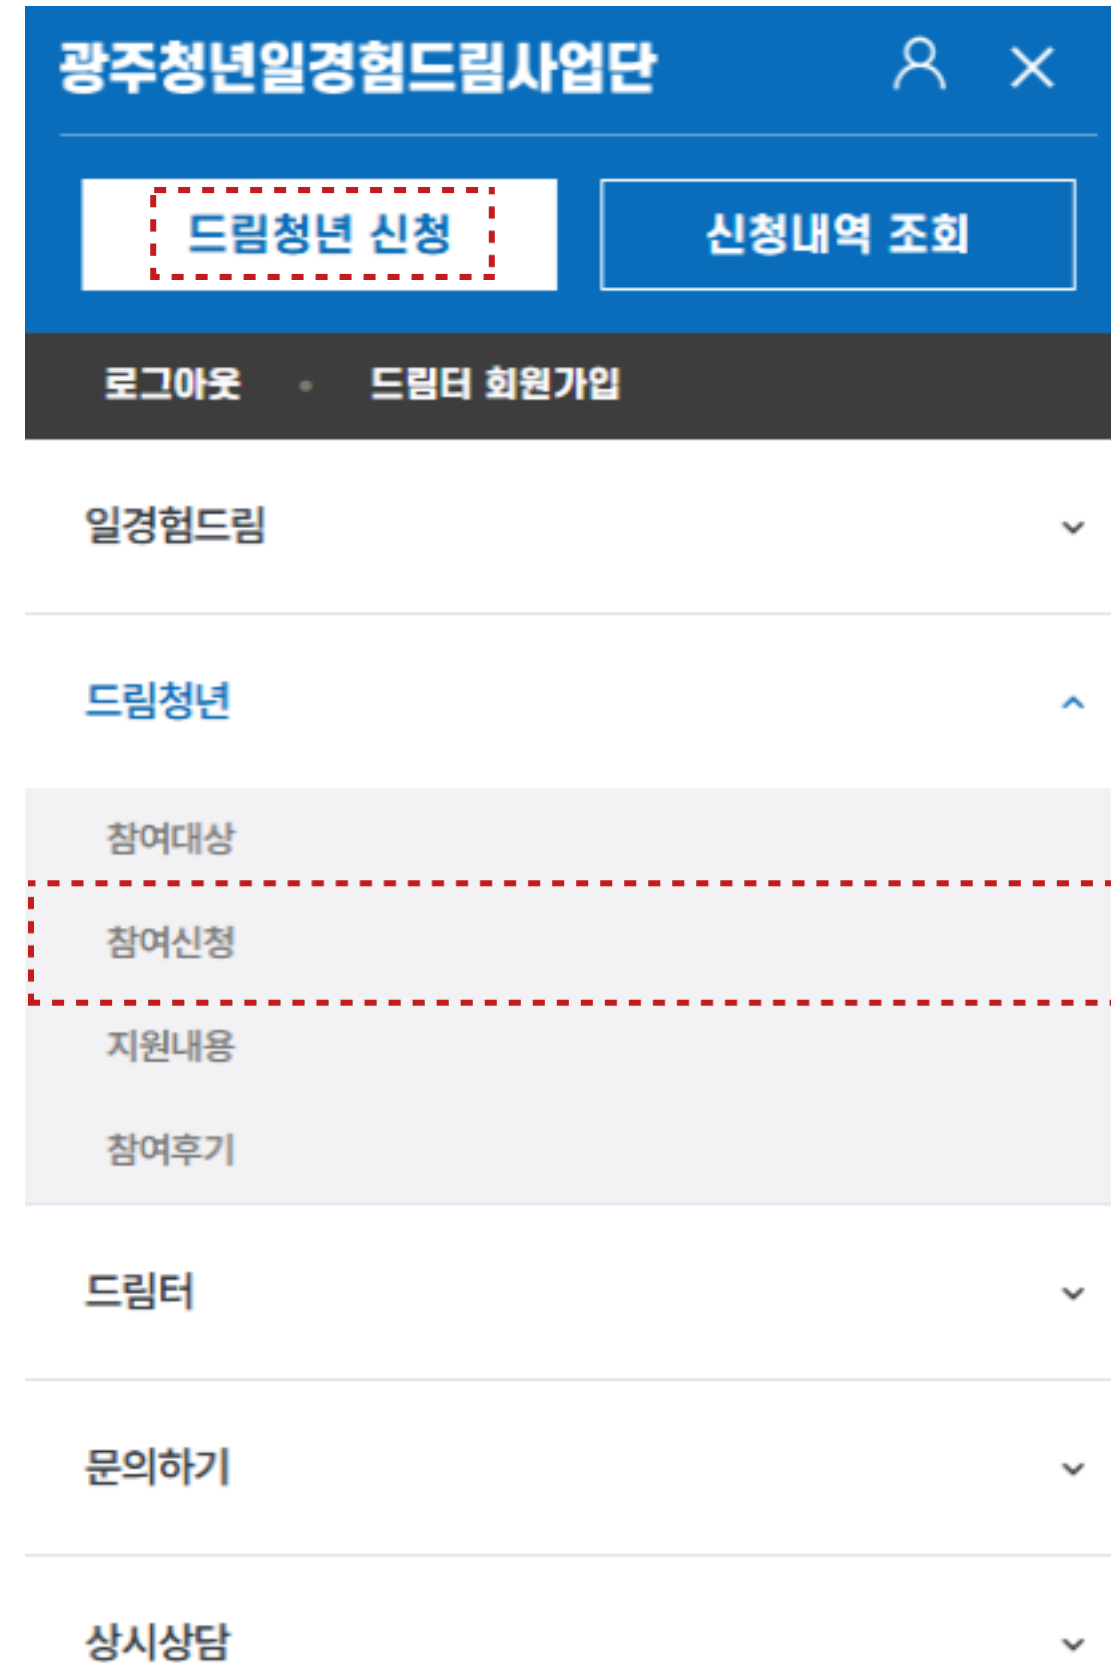 광주청년일경험드림사업단
드림청년 신청
신청내역 조회
로그아웃 • 드림터 회원가입
일경험드림
드림청년
참여대상
참여신청
지원내용
참여후기
드림터
문의하기
상시상담